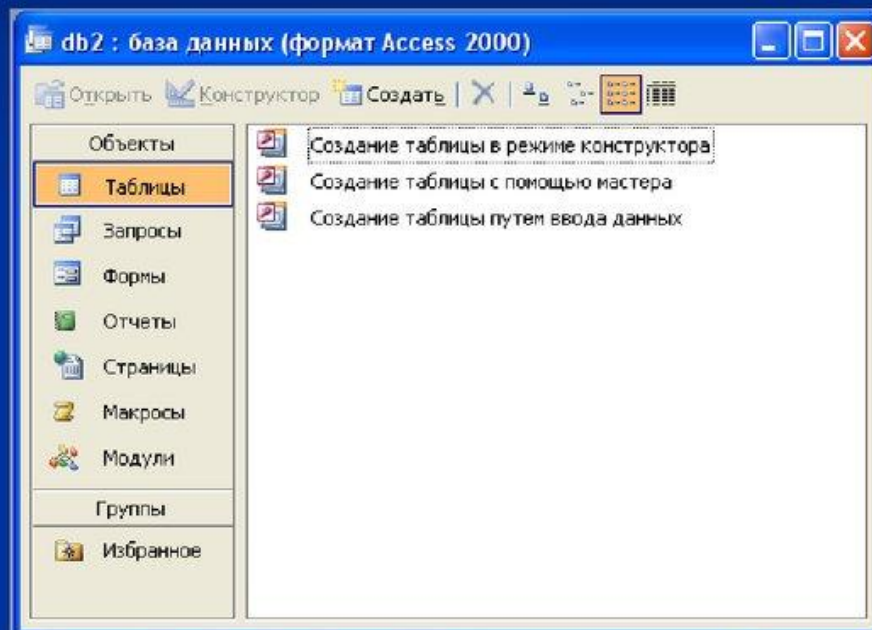 db2 : база данных (формат Access 2000)
Открыть Конструктор Создать
Объекты
Таблицы
Запросы
Формы
Отчеты
Страницы
Макросы
Модули
Группы
Избранное
Создание таблицы в режиме конструктора
Создание таблицы с помощью мастера
Создание таблицы путем ввода данных